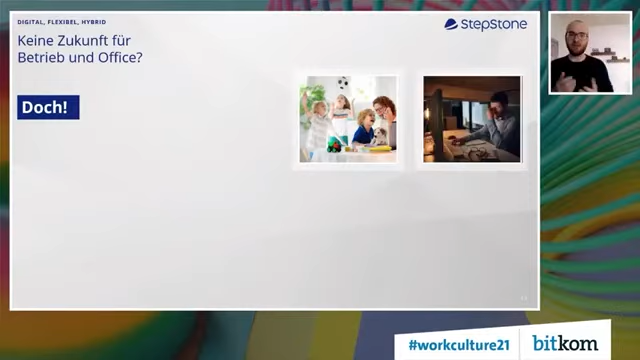 DIGITAL, FLEXIBEL, HYBRID
StepStone
Keine Zukunft für
Betrieb und Office?
Doch!
#workculture21
bitkom